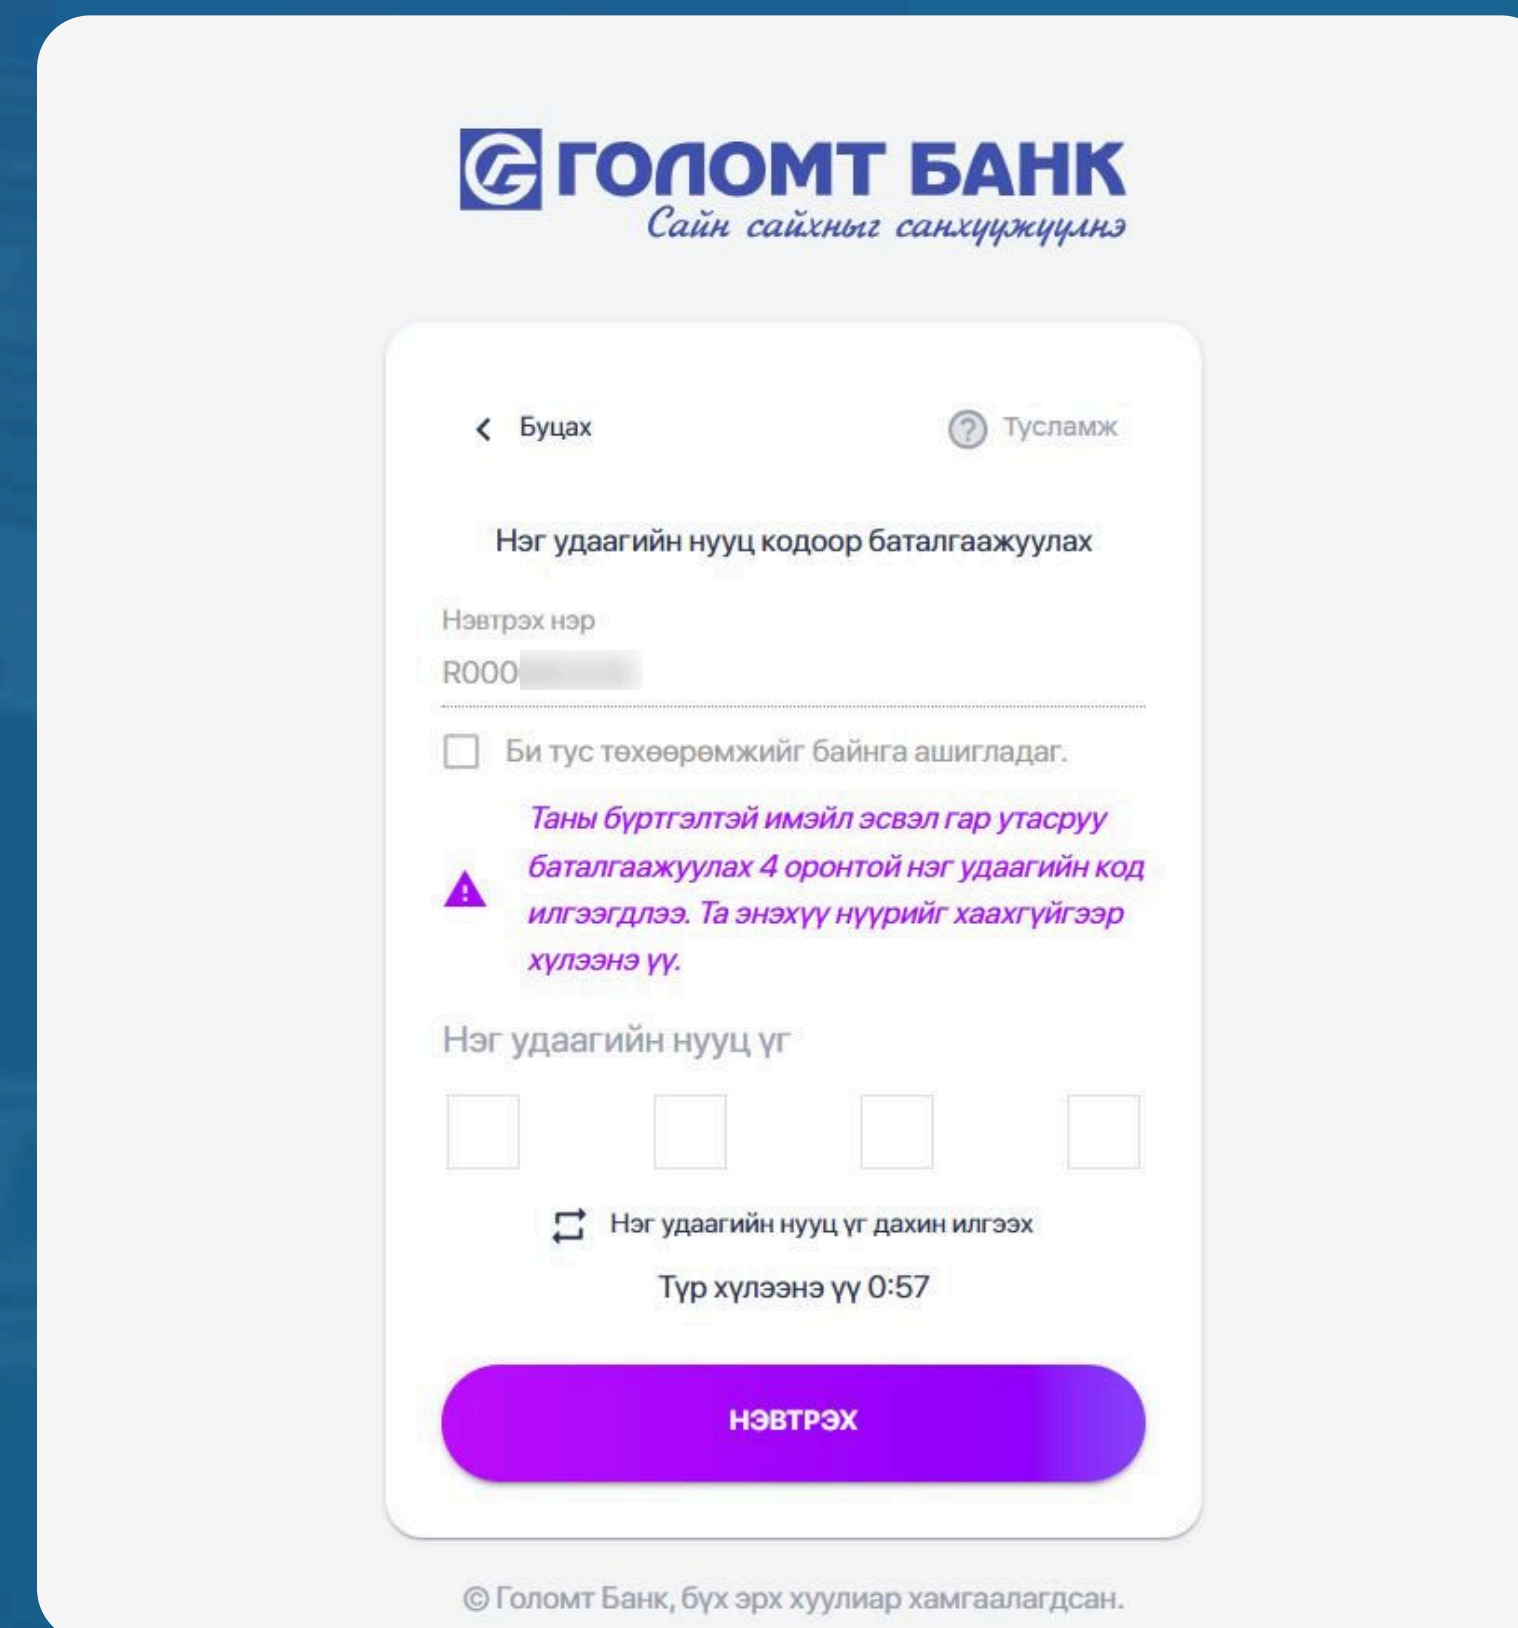 ГОЛОМТ БАНК
Сайн сайхныг санхүүжүүлнэ
Буцах
Тусламж
Нэг удаагийн нууц кодоор баталгаажуулах
Нэвтрэх нэр
R000
Би тус төхөөрөмжийг байнга ашигладаг.
Таны бүртгэлтэй имэйл эсвэл гар утасруу
баталгаажуулах 4 оронтой нэг удаагийн код
илгээгдлээ. Та энэхүү нүүрийг хаахгүйгээр
хүлээнэ үү.
Нэг удаагийн нууц үг
Нэг удаагийн нууц үг дахин илгээх
Түр хүлээнэ үү 0:57
НЭВТРЭХ
© Голомт Банк, бүх эрх хуулиар хамгаалагдсан.